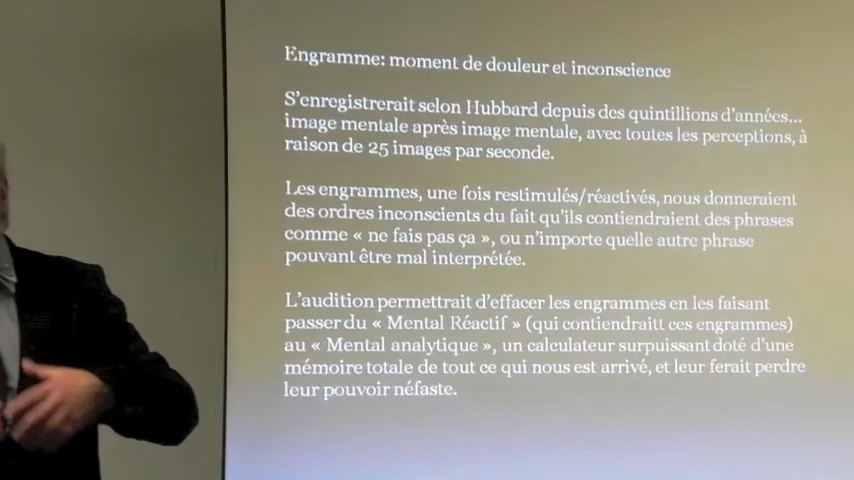 Engramme: moment de douleur et inconscience
S'enregistrerait selon Hubbard depuis des quintillions d'années...
image mentale après image mentale, avec toutes les perceptions, à
raison de 25 images par seconde.
Les engrammes, une fois restimulés/réactivés, nous donneraient
des ordres inconscients du fait qu'ils contiendraient des phrases
comme « ne fais pas ça », ou n'importe quelle autre phrase
pouvant être mal interprétée.
L'audition permettrait d'effacer les engrammes en les faisant
passer du « Mental Réactif » (qui contiendrait ces engrammes)
au « Mental analytique », un calculateur surpuissant doté d'une
mémoire totale de tout ce qui nous est arrivé, et leur ferait perdre
leur pouvoir néfaste.